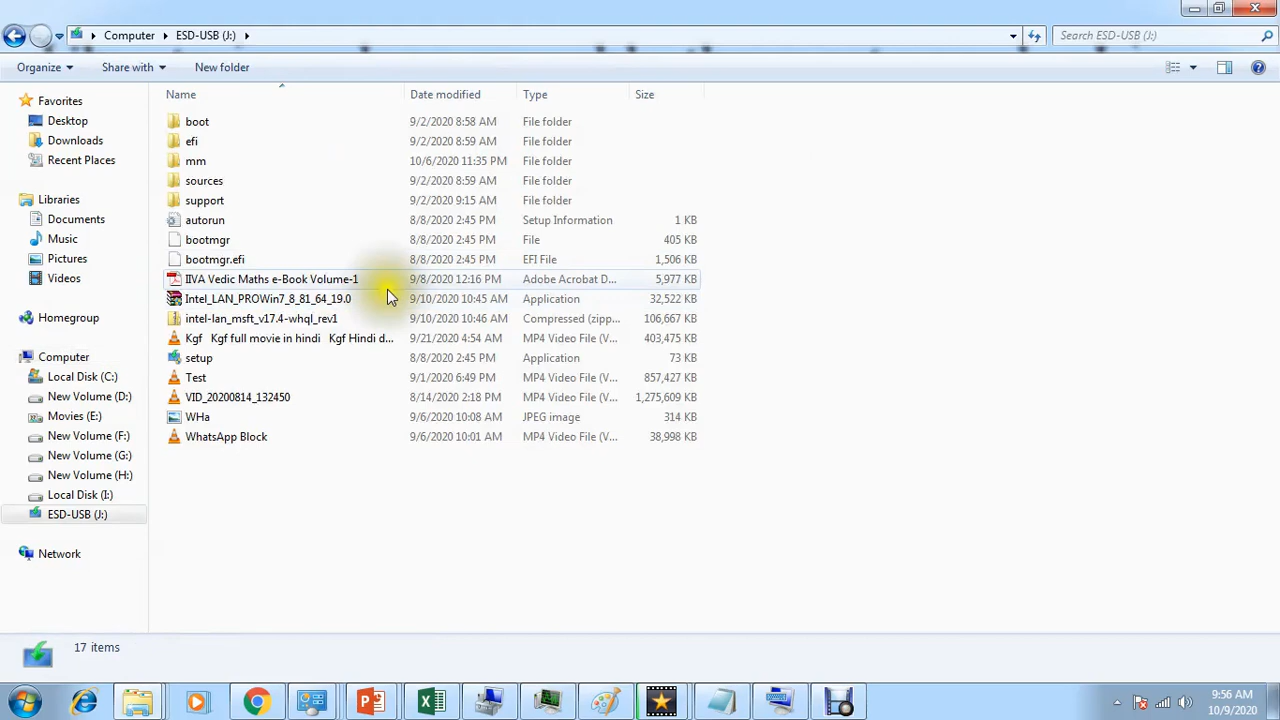 Computer ESD-USB (J:) Search ESD-USB (J:)
Organize Share with New folder
Name Date modified Type Size
Favorites
Desktop
Downloads
Recent Places
Libraries
Documents
Music
Pictures
Videos
Homegroup
Computer
Local Disk (C:)
New Volume (D:)
Movies (E:)
New Volume (F:)
New Volume (G:)
New Volume (H:)
Local Disk (I:)
ESD-USB (J:)
Network
boot 9/2/2020 8:58 AM File folder
efi 9/2/2020 8:59 AM File folder
mm 10/6/2020 11:35 PM File folder
sources 9/2/2020 8:59 AM File folder
support 9/2/2020 9:15 AM File folder
autorun 8/8/2020 2:45 PM Setup Information 1 KB
bootmgr 8/8/2020 2:45 PM File 405 KB
bootmgr.efi 8/8/2020 2:45 PM EFI File 1,506 KB
IIVA Vedic Maths e-Book Volume-1 9/8/2020 12:16 PM Adobe Acrobat D... 5,977 KB
Intel_LAN_PROWin7_8_81_64_19.0 9/10/2020 10:45 AM Application 32,522 KB
intel-lan_msft_v17.4-whql_rev1 9/10/2020 10:46 AM Compressed (zipp... 106,667 KB
Kgf Kgf full movie in hindi Kgf Hindi d... 9/21/2020 4:54 AM MP4 Video File (V... 403,475 KB
setup 8/8/2020 2:45 PM Application 73 KB
Test 9/1/2020 6:49 PM MP4 Video File (V... 857,427 KB
VID_20200814_132450 8/14/2020 2:18 PM MP4 Video File (V... 1,275,609 KB
WHa 9/6/2020 10:08 AM JPEG image 314 KB
WhatsApp Block 9/6/2020 10:01 AM MP4 Video File (V... 38,998 KB
17 items
9:56 AM
10/9/2020